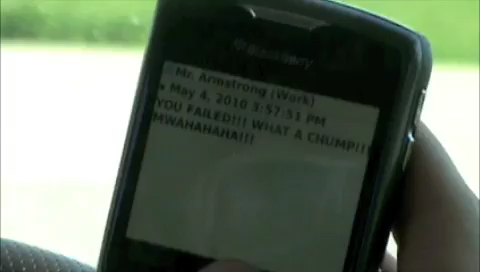 BlackBerry
Mr. Armstrong (Work)
May 4, 2010 3:57:51 PM
YOU FAILED!!! WHAT A CHUMP!!!
MWAHAHAHA!!!